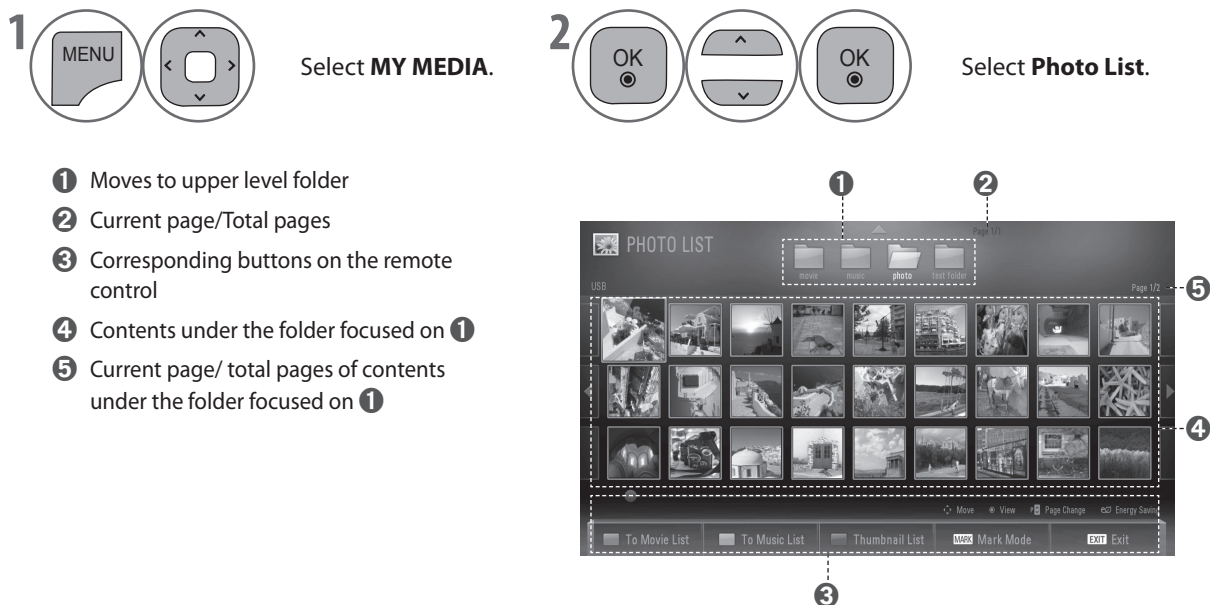 1
MENU
Select MY MEDIA.
2
OK
OK
Select Photo List.
❶ Moves to upper level folder
❷ Current page/Total pages
❸ Corresponding buttons on the remote
control
❹ Contents under the folder focused on ❶
❺ Current page/ total pages of contents
under the folder focused on ❶
❶
❷
PHOTO LIST
Page 1/1
movie
music
photo
test folder
USB
Page 1/2
❺
❹
Move
View
P Page Change
Energy Saving
To Movie List
To Music List
Thumbnail List
MARK Mark Mode
EXIT Exit
❸